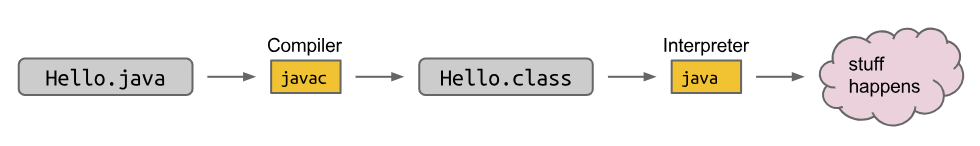 Compiler
Interpreter
Hello.java
javac
Hello.class
java
stuff
happens